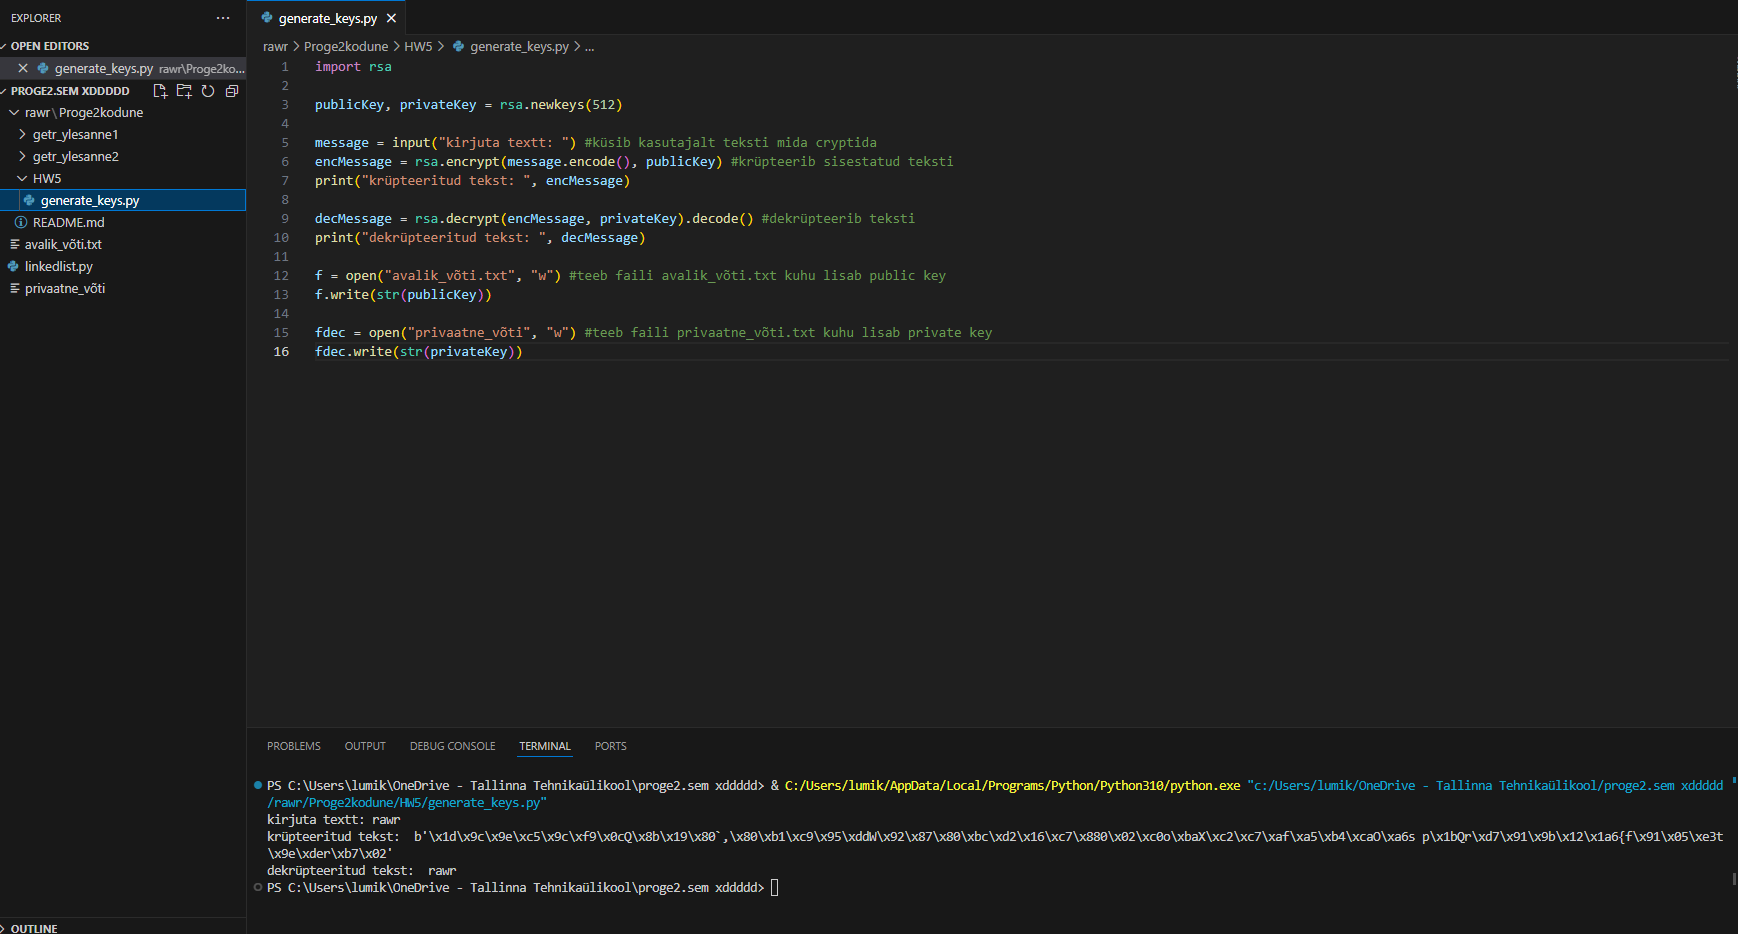 EXPLORER
OPEN EDITORS
generate_keys.py rawr\Proge2ko...
PROGE2.SEM XDDDDD
rawr\Proge2kodune
getr_ylesanne1
getr_ylesanne2
HW5
generate_keys.py
README.md
avalik_võti.txt
linkedlist.py
privaatne_võti
OUTLINE
generate_keys.py
rawr > Proge2kodune > HW5 > generate_keys.py > ...
1 import rsa
2
3 publicKey, privateKey = rsa.newkeys(512)
4
5 message = input("kirjuta textt: ") #küsib kasutajalt teksti mida cryptida
6 encMessage = rsa.encrypt(message.encode(), publicKey) #krüpteerib sisestatud teksti
7 print("krüpteeritud tekst: ", encMessage)
8
9 decMessage = rsa.decrypt(encMessage, privateKey).decode() #dekrüpteerib teksti
10 print("dekrüpteeritud tekst: ", decMessage)
11
12 f = open("avalik_võti.txt", "w") #teeb faili avalik_võti.txt kuhu lisab public key
13 f.write(str(publicKey))
14
15 fdec = open("privaatne_võti", "w") #teeb faili privaatne_võti.txt kuhu lisab private key
16 fdec.write(str(privateKey))
PROBLEMS OUTPUT DEBUG CONSOLE TERMINAL PORTS
PS C:\Users\lumik\OneDrive - Tallinna Tehnikaülikool\proge2.sem xddddd> & C:/Users/lumik/AppData/Local/Programs/Python/Python310/python.exe "c:/Users/lumik/OneDrive - Tallinna Tehnikaülikool/proge2.sem xddddd
/rawr/Proge2kodune/HW5/generate_keys.py"
kirjuta textt: rawr
krüpteeritud tekst:  b'\x1d\x9c\x9e\xc5\x9c\xf9\x0cQ\x8b\x19\x80`,\x80\xb1\xc9\x95\xddW\x92\x87\x80\xbc\xd2\x16\xc7\x880\x02\xc0o\xbaX\xc2\xc7\xaf\xa5\xb4\xcaO\xa6s p\x1bQr\xd7\x91\x9b\x12\x1a6{f\x91\x05\xe3t
\x9e\xder\xb7\x02'
dekrüpteeritud tekst:  rawr
PS C:\Users\lumik\OneDrive - Tallinna Tehnikaülikool\proge2.sem xddddd>